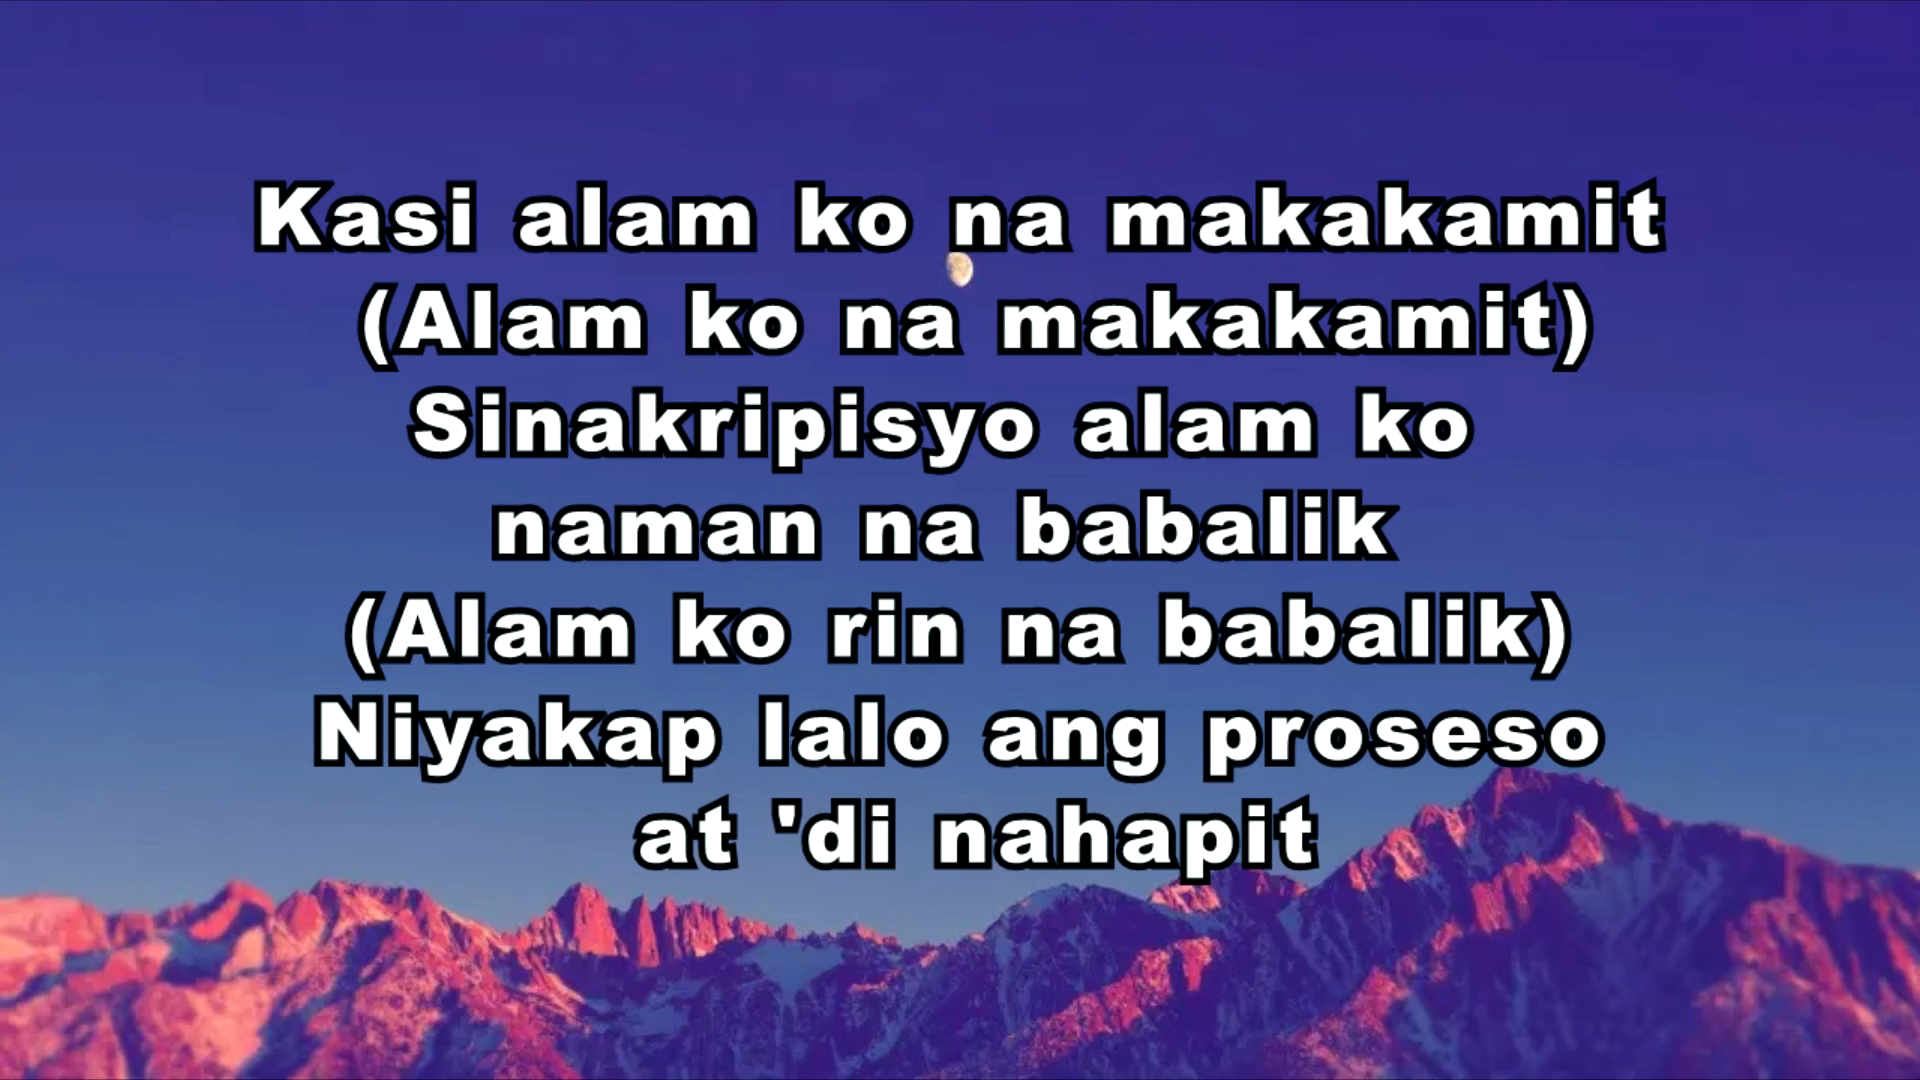 Kasi alam ko na makakamit
(Alam ko na makakamit)
Sinakripisyo alam ko
naman na babalik
(Alam ko rin na babalik)
Niyakap lalo ang proseso
at 'di nahapit